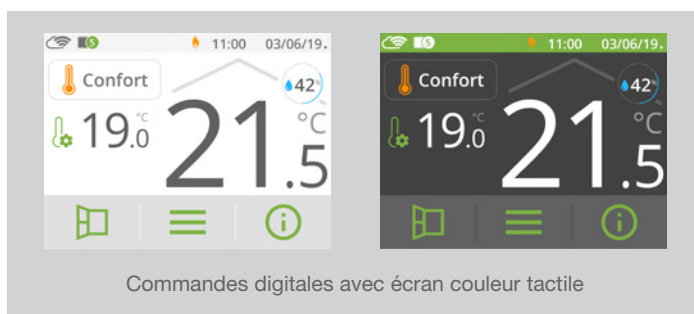 S 11:00 03/06/19.
Confort
42%
19.0 °C
21.5 °C
S 11:00 03/06/19.
Confort
42%
19.0 °C
21.5 °C
Commandes digitales avec écran couleur tactile